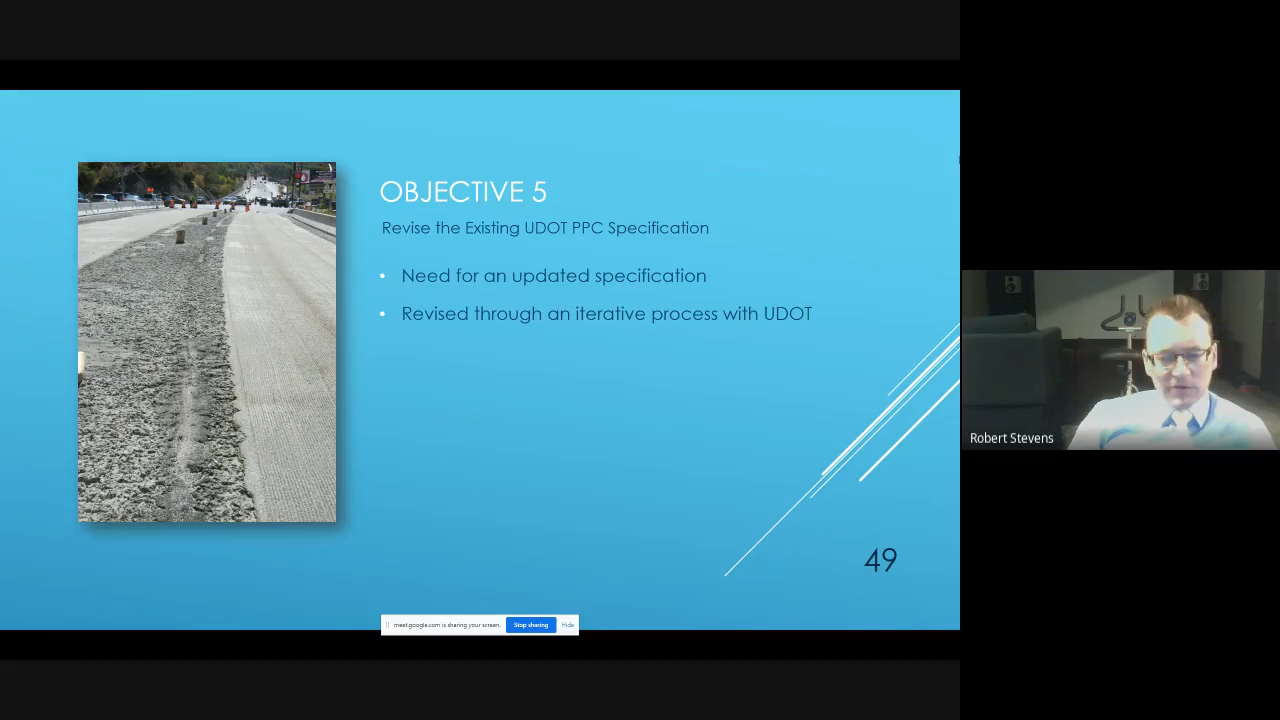 OBJECTIVE 5
Revise the Existing UDOT PPC Specification
• Need for an updated specification
• Revised through an iterative process with UDOT
49
meet.google.com is sharing your screen.
Stop sharing
Hide
Robert Stevens